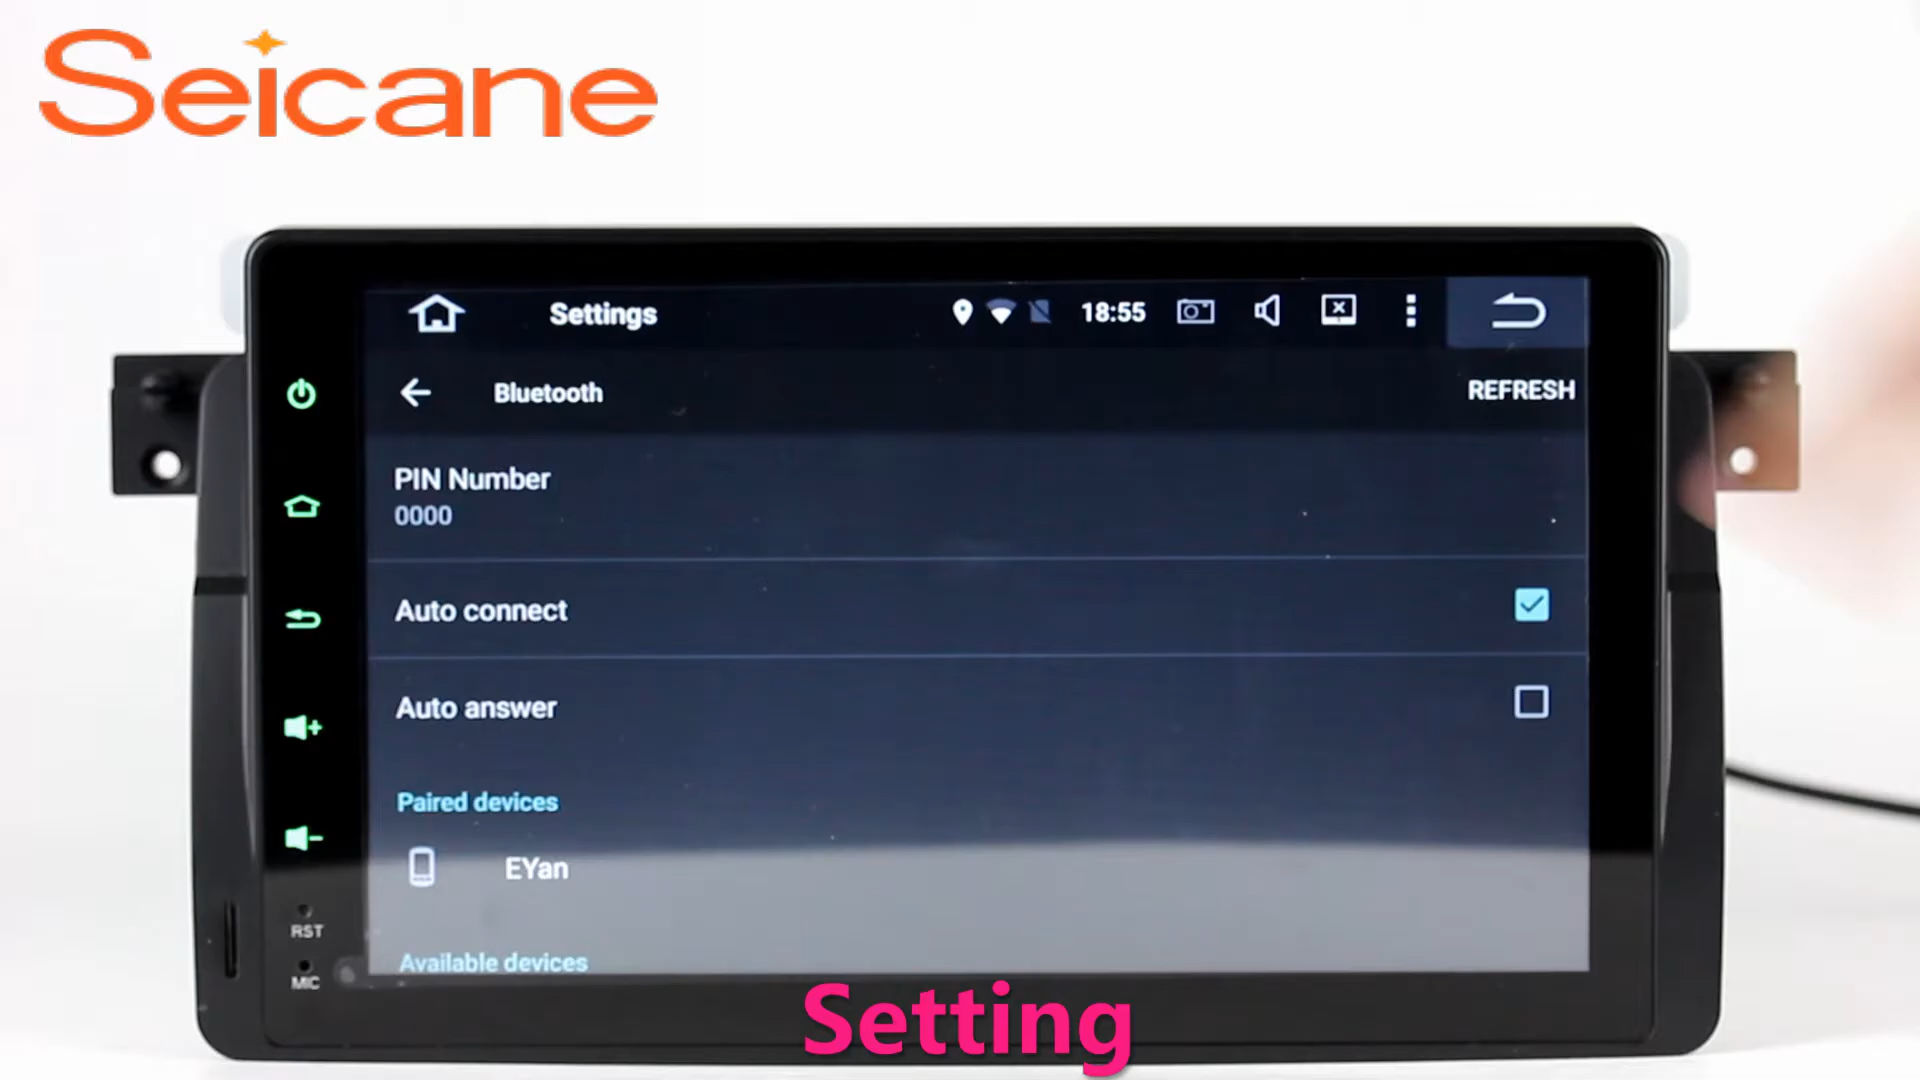 Seicane
Settings
18:55
Bluetooth
REFRESH
PIN Number
0000
Auto connect
Auto answer
Paired devices
EYan
Available devices
RST
MIC
Setting